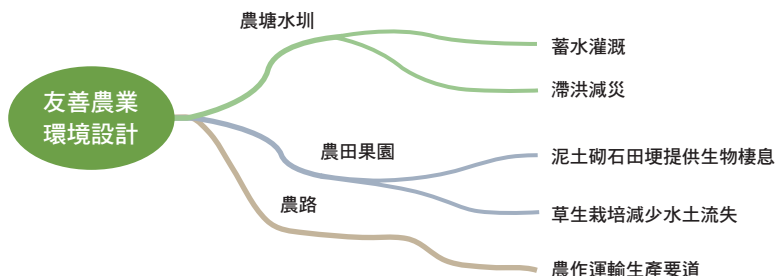 農塘水圳
蓄水灌溉
滯洪減災
友善農業
環境設計
農田果園
泥土砌石田埂提供生物棲息
農路
草生栽培減少水土流失
農作運輸生產要道